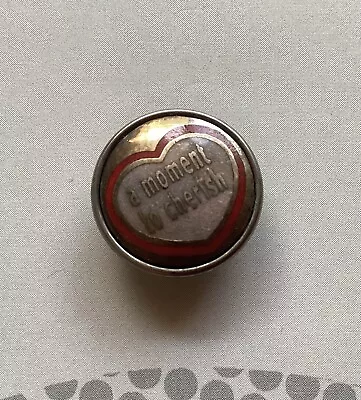 a moment
to cherish